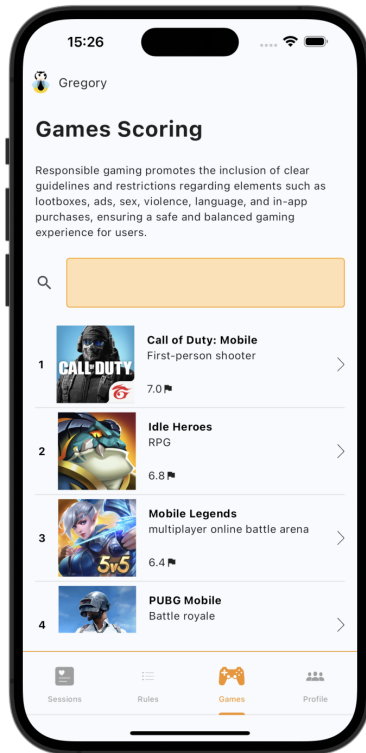 15:26
Gregory
Games Scoring
Responsible gaming promotes the inclusion of clear
guidelines and restrictions regarding elements such as
lootboxes, ads, sex, violence, language, and in-app
purchases, ensuring a safe and balanced gaming
experience for users.
1
CALL OF DUTY
Call of Duty: Mobile
First-person shooter
7.0
2
Idle Heroes
RPG
6.8
3
5v5
Mobile Legends
multiplayer online battle arena
6.4
4
PUBG Mobile
Battle royale
Sessions
Rules
Games
Profile